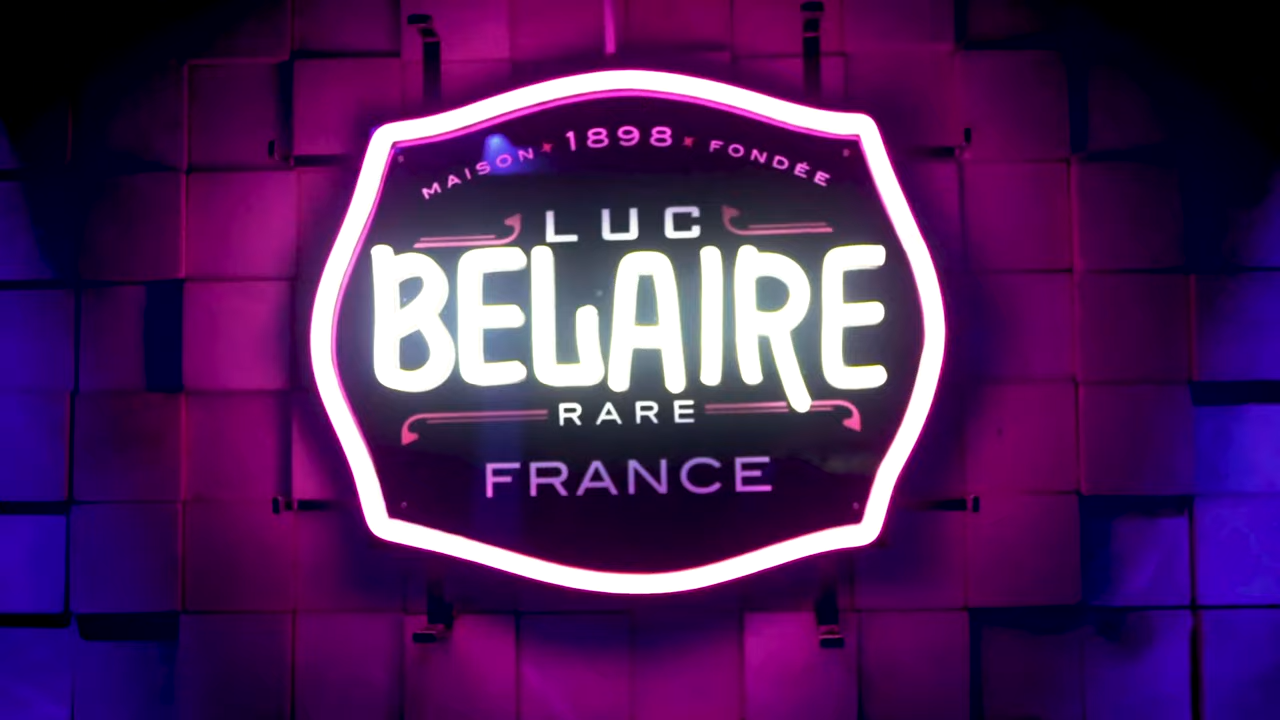 MAISON × 1898 × FONDÉE
LUC
BELAIRE
RARE
FRANCE